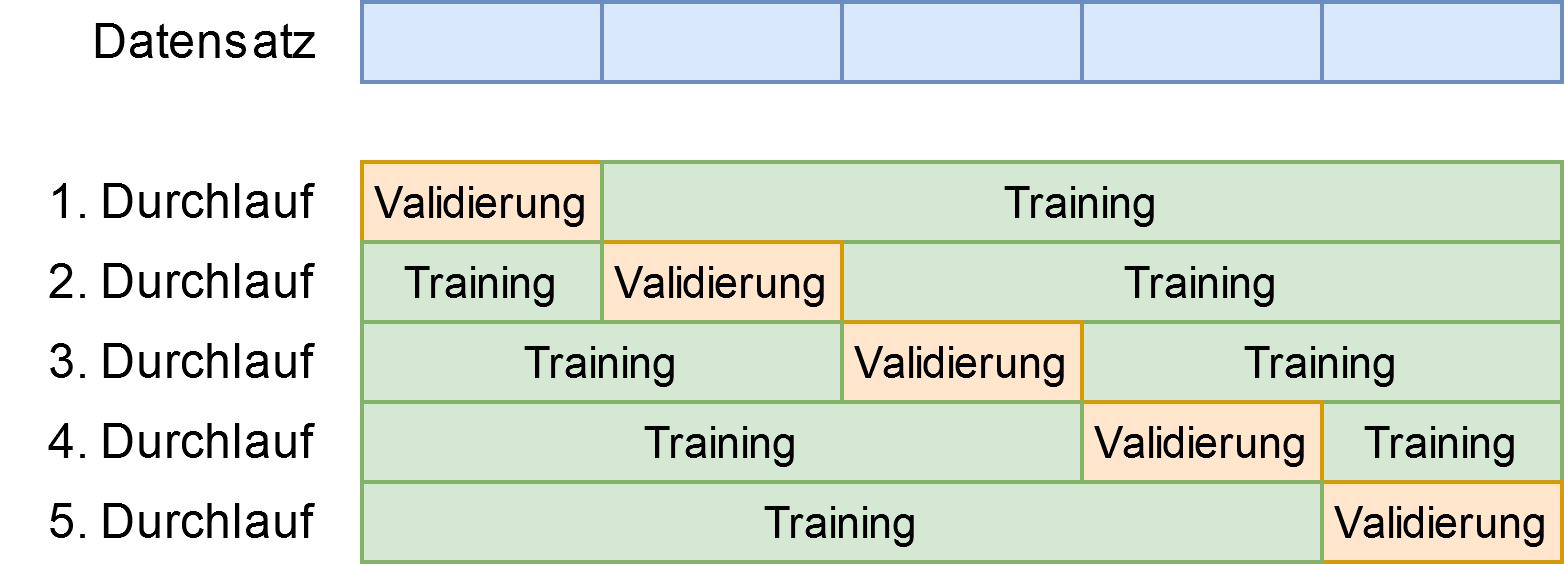 Datensatz
1. Durchlauf Validierung Training
2. Durchlauf Training Validierung Training
3. Durchlauf Training Validierung Training
4. Durchlauf Training Validierung Training
5. Durchlauf Training Validierung